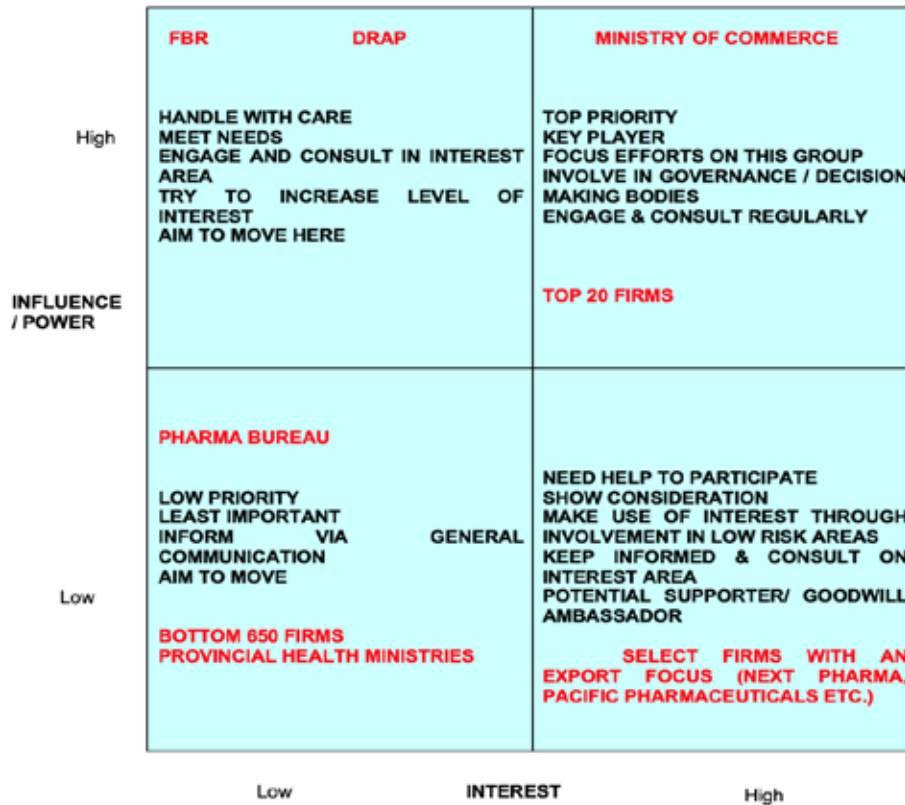 FBR DRAP
MINISTRY OF COMMERCE
High
HANDLE WITH CARE
MEET NEEDS
ENGAGE AND CONSULT IN INTEREST
AREA
TRY TO INCREASE LEVEL OF
INTEREST
AIM TO MOVE HERE
TOP PRIORITY
KEY PLAYER
FOCUS EFFORTS ON THIS GROUP
INVOLVE IN GOVERNANCE / DECISION
MAKING BODIES
ENGAGE & CONSULT REGULARLY
TOP 20 FIRMS
INFLUENCE
/ POWER
PHARMA BUREAU
LOW PRIORITY
LEAST IMPORTANT
INFORM VIA GENERAL
COMMUNICATION
AIM TO MOVE
BOTTOM 650 FIRMS
PROVINCIAL HEALTH MINISTRIES
Low
NEED HELP TO PARTICIPATE
SHOW CONSIDERATION
MAKE USE OF INTEREST THROUGH
INVOLVEMENT IN LOW RISK AREAS
KEEP INFORMED & CONSULT ON
INTEREST AREA
POTENTIAL SUPPORTER/ GOODWILL
AMBASSADOR
SELECT FIRMS WITH AN
EXPORT FOCUS (NEXT PHARMA,
PACIFIC PHARMACEUTICALS ETC.)
Low INTEREST High